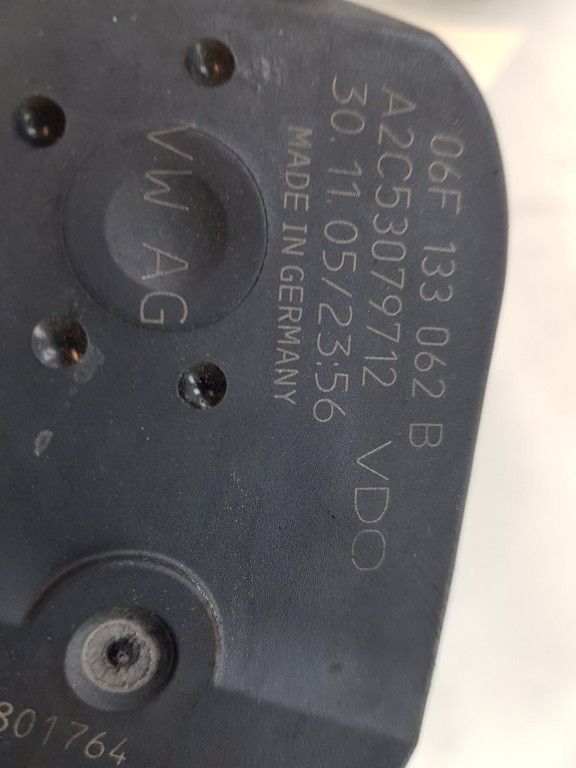 06F 133 062 B
A2C53079712 VDO
30.11.05/23:56
MADE IN GERMANY
VW AG
801764